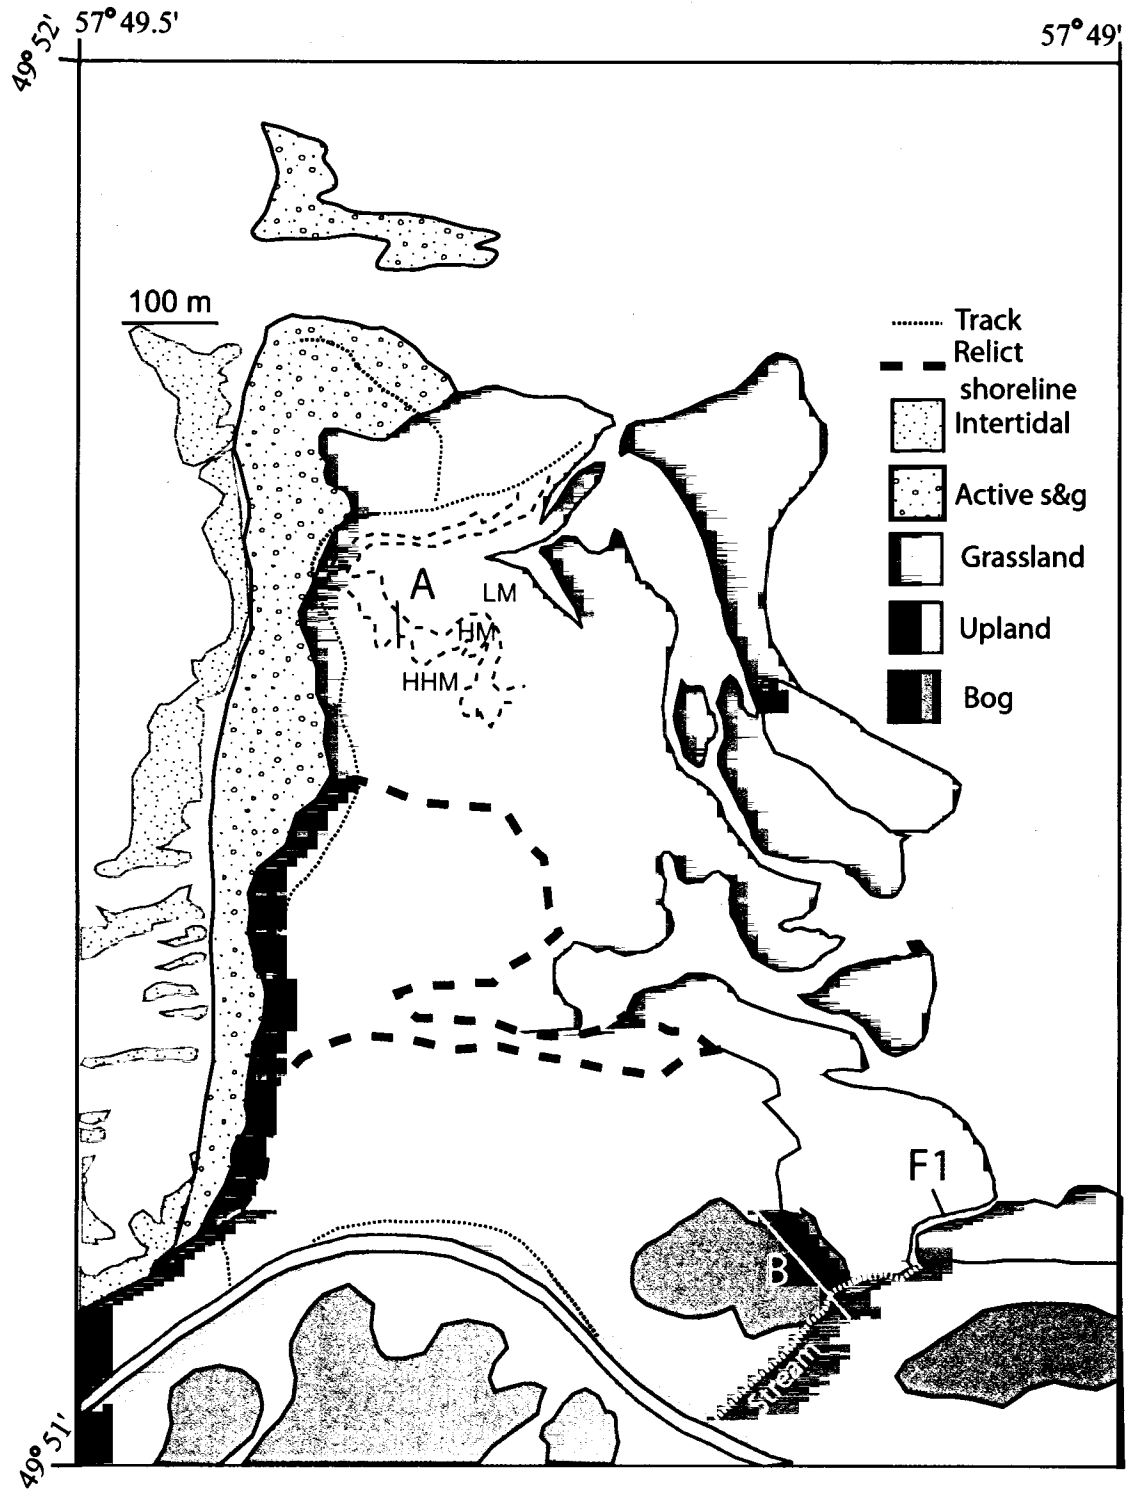 57° 49.5'
57° 49'
49° 52'
100 m
Track
Relict
shoreline
Intertidal
Active s&g
Grassland
Upland
Bog
A
LM
HM
HHM
F1
B
Stream
49° 51'